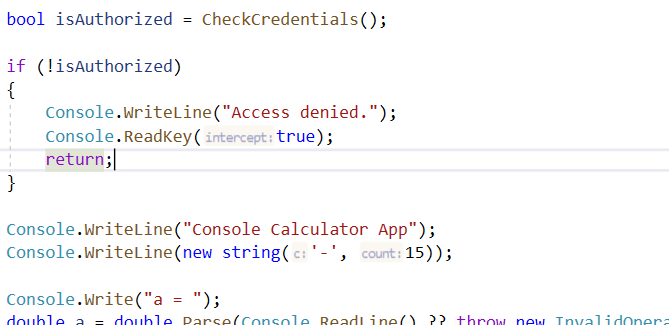 bool isAuthorized = CheckCredentials();
if (!isAuthorized)
{
Console.WriteLine("Access denied.");
Console.ReadKey(intercept: true);
return;
}
Console.WriteLine("Console Calculator App");
Console.WriteLine(new string(c: '-', count: 15));
Console.Write("a = ");
double a = double.Parse(Console.ReadLine() ?? throw new InvalidOpera